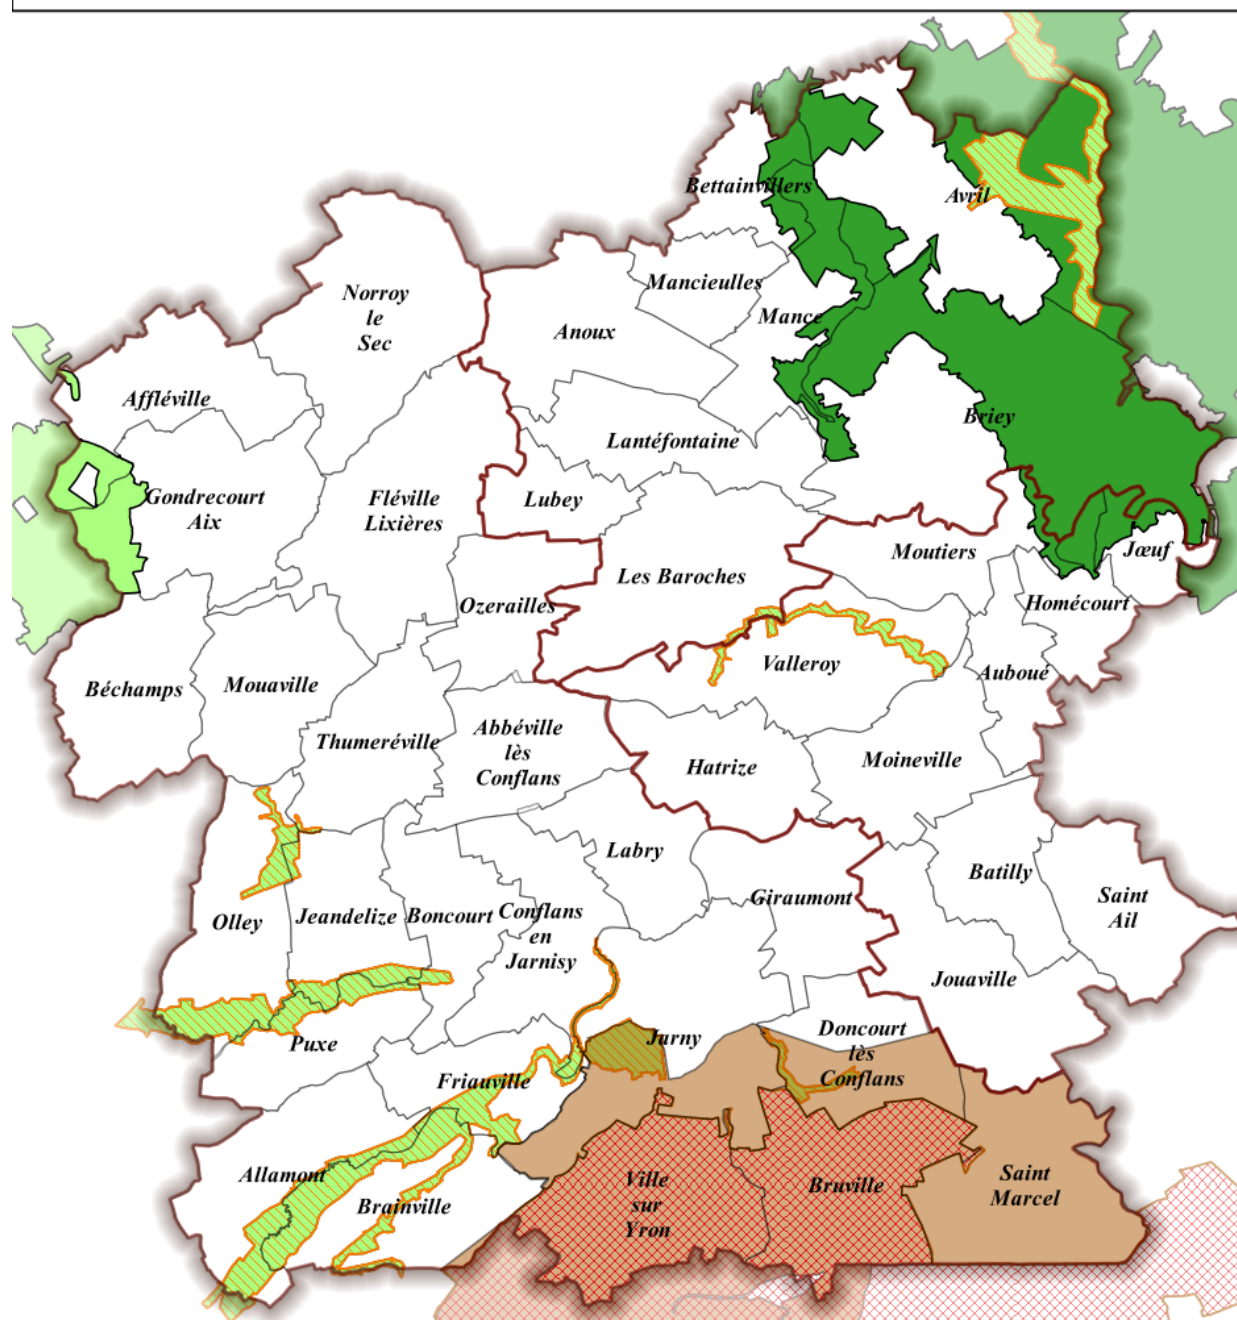 Bettainvillers
Avril
Mancieulles
Norroy
le
Sec
Mance
Anoux
Affléville
Briey
Lantéfontaine
Gondrecourt
Aix
Fléville
Lixières
Lubey
Moutiers
Jœuf
Les Baroches
Ozerailles
Homécourt
Valleroy
Auboué
Béchamps
Mouaville
Thumeréville
Abbéville
lès
Conflans
Hatrize
Moineville
Labry
Batilly
Giraumont
Saint
Ail
Olley
Jeandelize
Boncourt
Conflans
en
Jarnisy
Jouaville
Puxe
Jarny
Doncourt
lès
Conflans
Friauville
Allamont
Brainville
Ville
sur
Yron
Bruville
Saint
Marcel